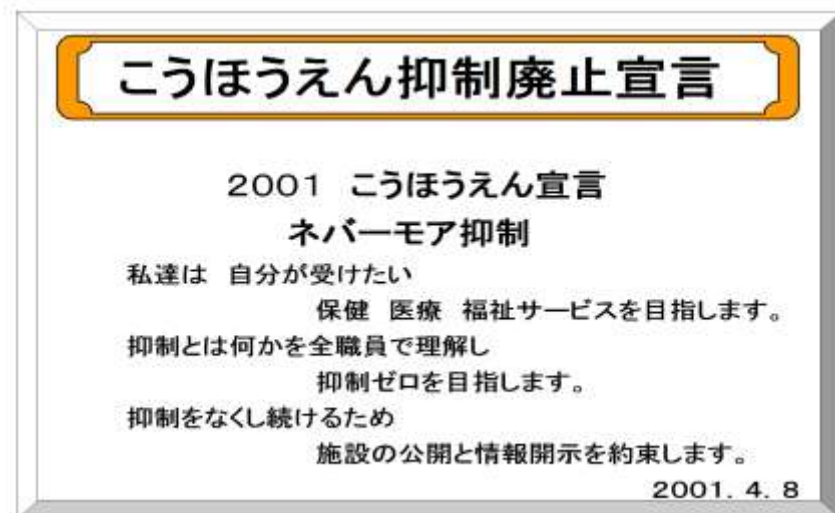 こうほうえん抑制廃止宣言
2001 こうほうえん宣言
ネバーモア抑制
私達は 自分が受けたい
保健 医療 福祉サービスを目指します。
抑制とは何かを全職員で理解し
抑制ゼロを目指します。
抑制をなくし続けるため
施設の公開と情報開示を約束します。
2001. 4. 8